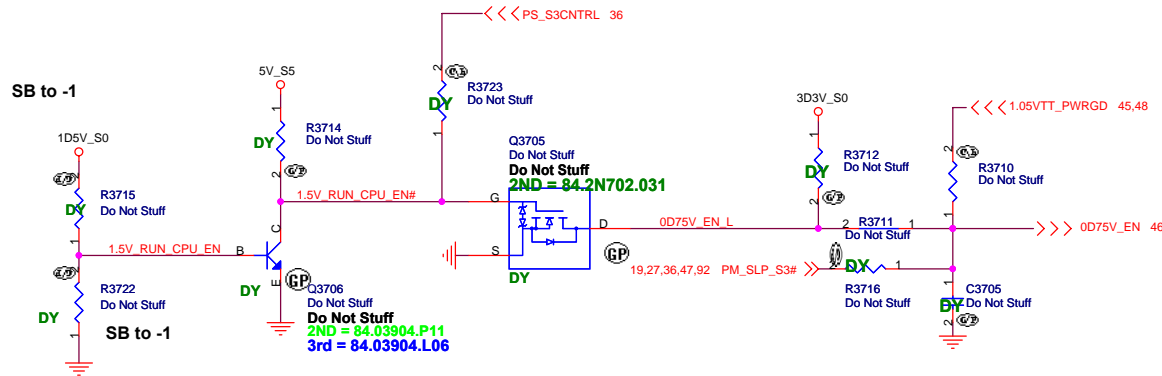 PS_S3CNTRL 36
SB to -1
5V_S5
2
R3723
Do Not Stuff
DY
1
3D3V_S0
1.05VTT_PWRGD 45,48
1D5V_S0
1
R3714
Do Not Stuff
DY
2
G/P
Q3705
Do Not Stuff
Do Not Stuff
2ND = 84.2N702.031
1
R3712
Do Not Stuff
DY
2
G/P
2
R3710
Do Not Stuff
1
2
R3715
Do Not Stuff
DY
1
1.5V_RUN_CPU_EN#
G
D
0D75V_EN_L
2
R3711
1
0D75V_EN 46
1.5V_RUN_CPU_EN
B
C
E
S
GP
DY
19,27,36,47,92 PM_SLP_S3#
2
DY
1
R3716
Do Not Stuff
2
R3722
Do Not Stuff
DY
1
DY
GP
Q3706
Do Not Stuff
Do Not Stuff
2ND = 84.03904.P11
3rd = 84.03904.L06
1
C3705
Do Not Stuff
DY
2
G/P
SB to -1